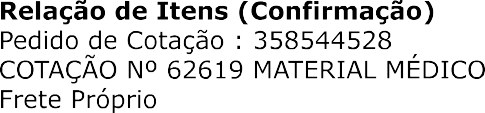 Relação de Itens (Confirmação)
Pedido de Cotação : 358544528
COTAÇÃO Nº 62619 MATERIAL MÉDICO
Frete Próprio